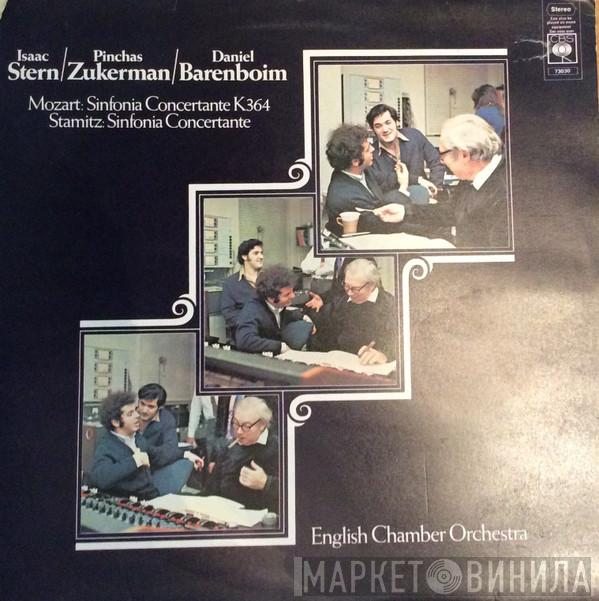 Isaac Pinchas Daniel
Stern/Zukerman/Barenboim
Mozart: Sinfonia Concertante K364
Stamitz: Sinfonia Concertante
Stereo
CBS
73030
English Chamber Orchestra
МАРКЕТ ВИНИЛА